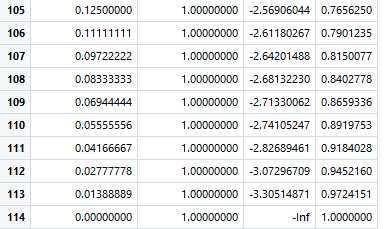 105 0.12500000 1.00000000 -2.56906044 0.7656250
106 0.11111111 1.00000000 -2.61180267 0.7901235
107 0.09722222 1.00000000 -2.64201488 0.8150077
108 0.08333333 1.00000000 -2.68132230 0.8402778
109 0.06944444 1.00000000 -2.71330062 0.8659336
110 0.05555556 1.00000000 -2.74105247 0.8919753
111 0.04166667 1.00000000 -2.82689461 0.9184028
112 0.02777778 1.00000000 -3.07296709 0.9452160
113 0.01388889 1.00000000 -3.30514871 0.9724151
114 0.00000000 1.00000000 -Inf 1.0000000